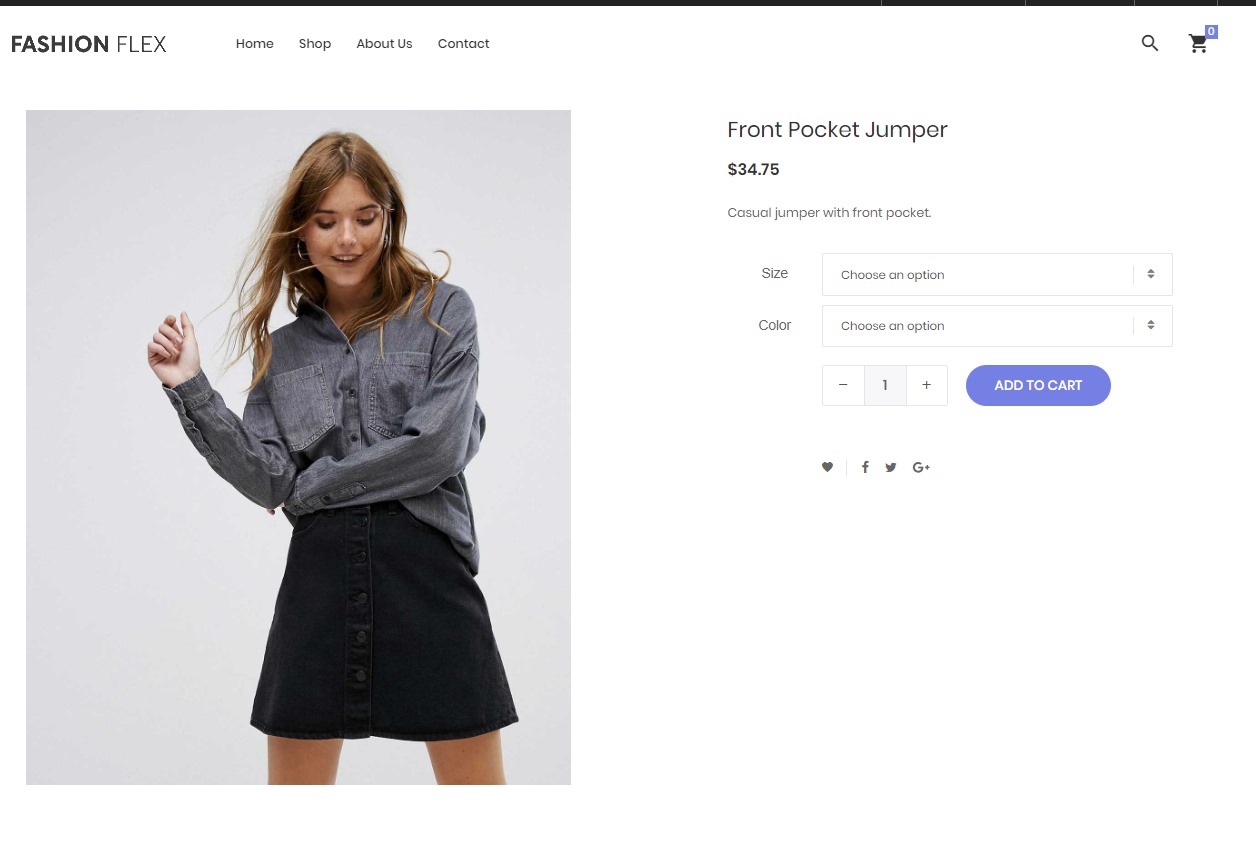 FASHION FLEX
Home Shop About Us Contact
0
Front Pocket Jumper
$34.75
Casual jumper with front pocket.
Size Choose an option
Color Choose an option
− 1 + ADD TO CART
f G+